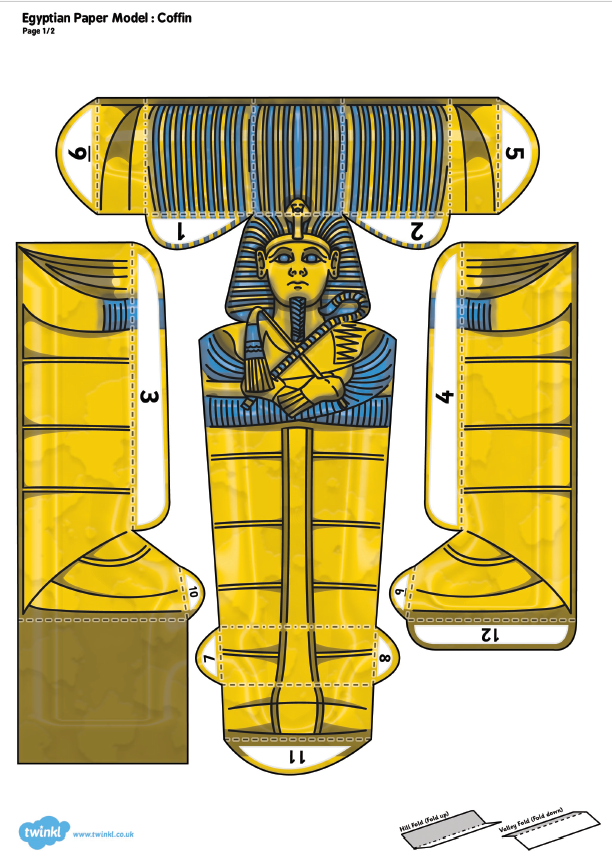 Egyptian Paper Model : Coffin
Page 1/2
6
5
1
2
3
4
10
9
12
7
8
11
twinkl
www.twinkl.co.uk
Hill Fold (Fold up)
Valley Fold (Fold down)